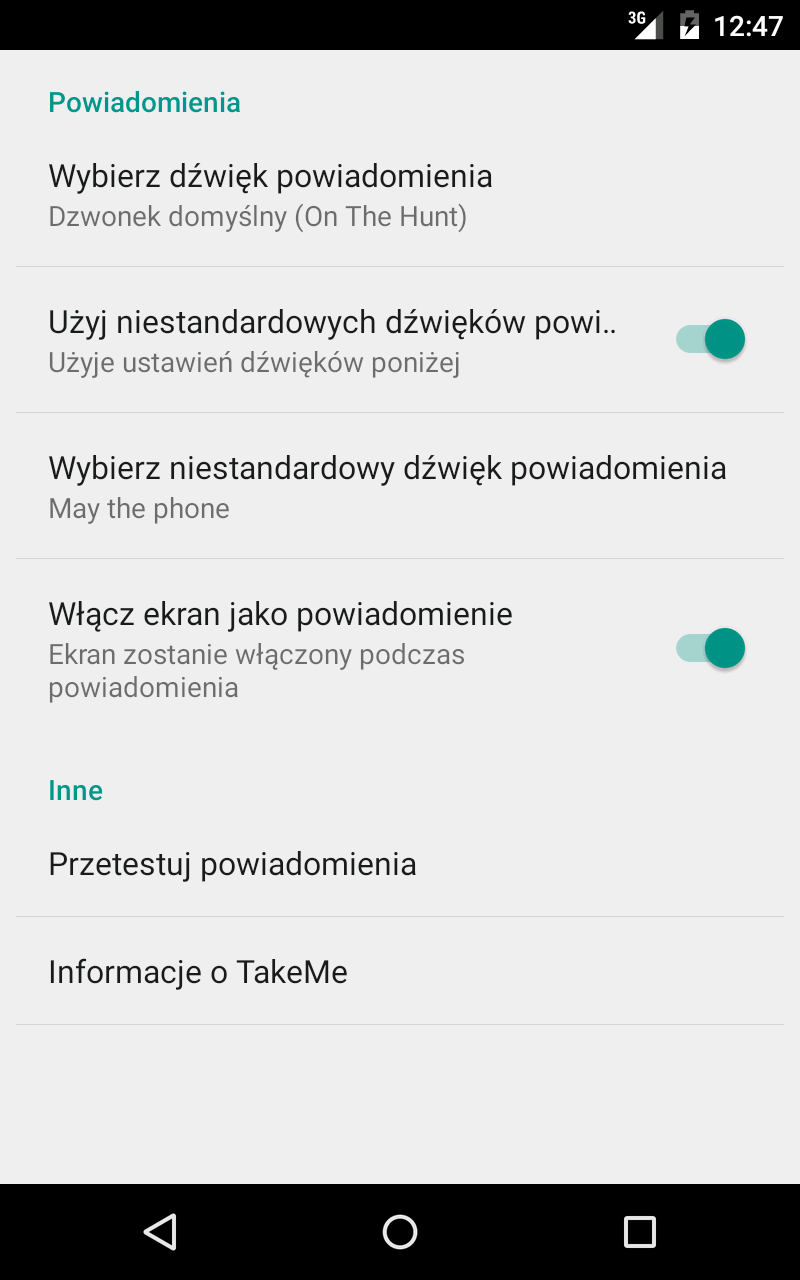 3G 12:47
Powiadomienia
Wybierz dźwięk powiadomienia
Dzwonek domyślny (On The Hunt)
Użyj niestandardowych dźwięków powi..
Użyje ustawień dźwięków poniżej
Wybierz niestandardowy dźwięk powiadomienia
May the phone
Włącz ekran jako powiadomienie
Ekran zostanie włączony podczas
powiadomienia
Inne
Przetestuj powiadomienia
Informacje o TakeMe